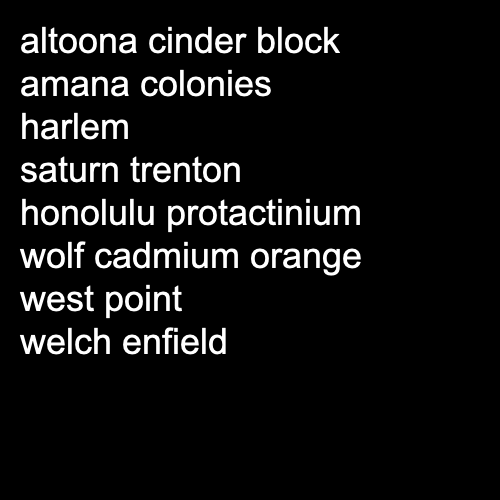 altoona cinder block
amana colonies
harlem
saturn trenton
honolulu protactinium
wolf cadmium orange
west point
welch enfield